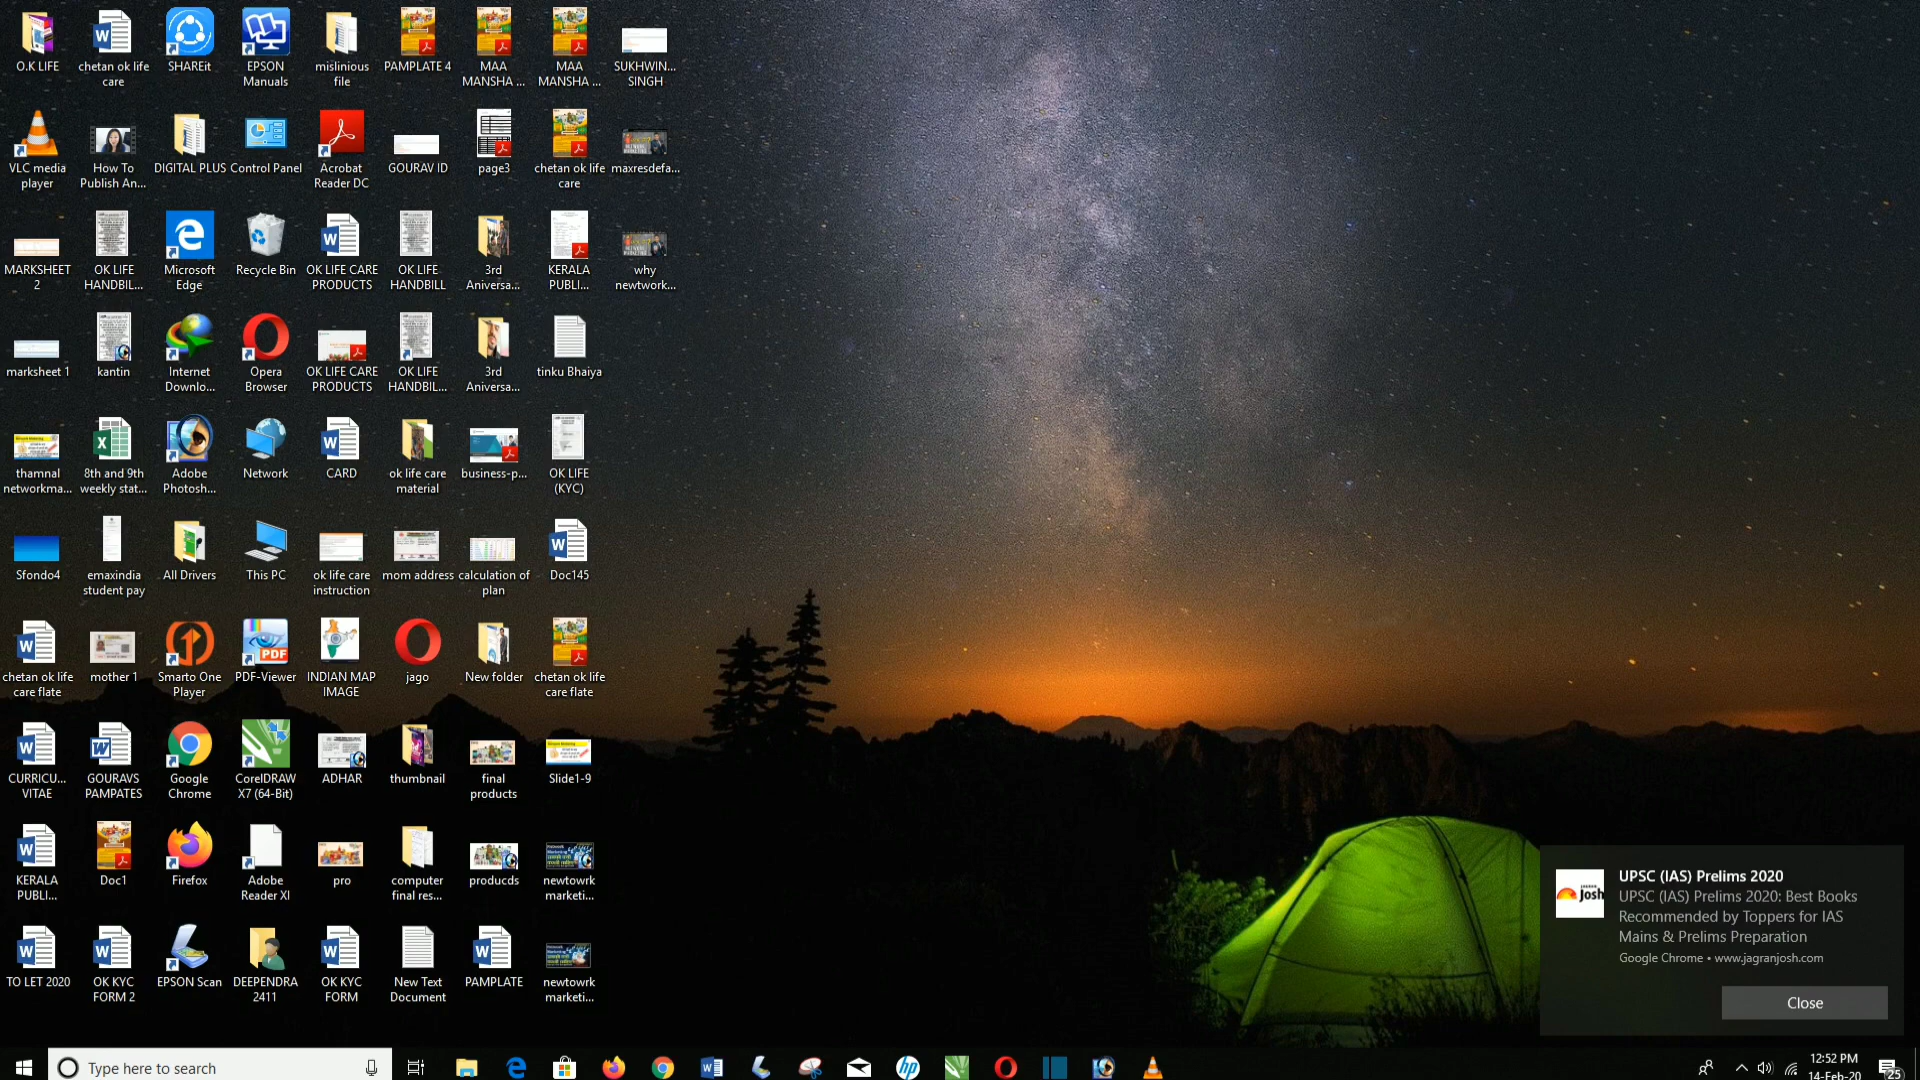 O.K LIFE
chetan ok life
care
SHAREit
EPSON
Manuals
mislinious
file
PAMPLATE 4
MAA
MANSHA ...
MAA
MANSHA ...
SUKHWIN...
SINGH
VLC media
player
How To
Publish An...
DIGITAL PLUS
Control Panel
Acrobat
Reader DC
GOURAV ID
page3
chetan ok life
care
maxresdefa...
MARKSHEET
2
OK LIFE
HANDBIL...
Microsoft
Edge
Recycle Bin
OK LIFE CARE
PRODUCTS
OK LIFE
HANDBILL
3rd
Aniversa...
KERALA
PUBLI...
why
newtwork...
marksheet 1
kantin
Internet
Downlo...
Opera
Browser
OK LIFE CARE
PRODUCTS
OK LIFE
HANDBIL...
3rd
Aniversa...
tinku Bhaiya
thamnal
networkma...
8th and 9th
weekly stat...
Adobe
Photosh...
Network
CARD
ok life care
material
business-p...
OK LIFE
(KYC)
Sfondo4
emaxindia
student pay
All Drivers
This PC
ok life care
instruction
mom address
calculation of
plan
Doc145
chetan ok life
care flate
mother 1
Smarto One
Player
PDF-Viewer
INDIAN MAP
IMAGE
jago
New folder
chetan ok life
care flate
CURRICU...
VITAE
GOURAVS
PAMPATES
Google
Chrome
CorelDRAW
X7 (64-Bit)
ADHAR
thumbnail
final
products
Slide1-9
KERALA
PUBLI...
Doc1
Firefox
Adobe
Reader XI
pro
computer
final res...
producds
newtowrk
marketi...
TO LET 2020
OK KYC
FORM 2
EPSON Scan
DEEPENDRA
2411
OK KYC
FORM
New Text
Document
PAMPLATE
newtowrk
marketi...
Josh
UPSC (IAS) Prelims 2020
UPSC (IAS) Prelims 2020: Best Books
Recommended by Toppers for IAS
Mains & Prelims Preparation
Google Chrome • www.jagranjosh.com
Close
Type here to search
12:52 PM
14-Feb-20
25